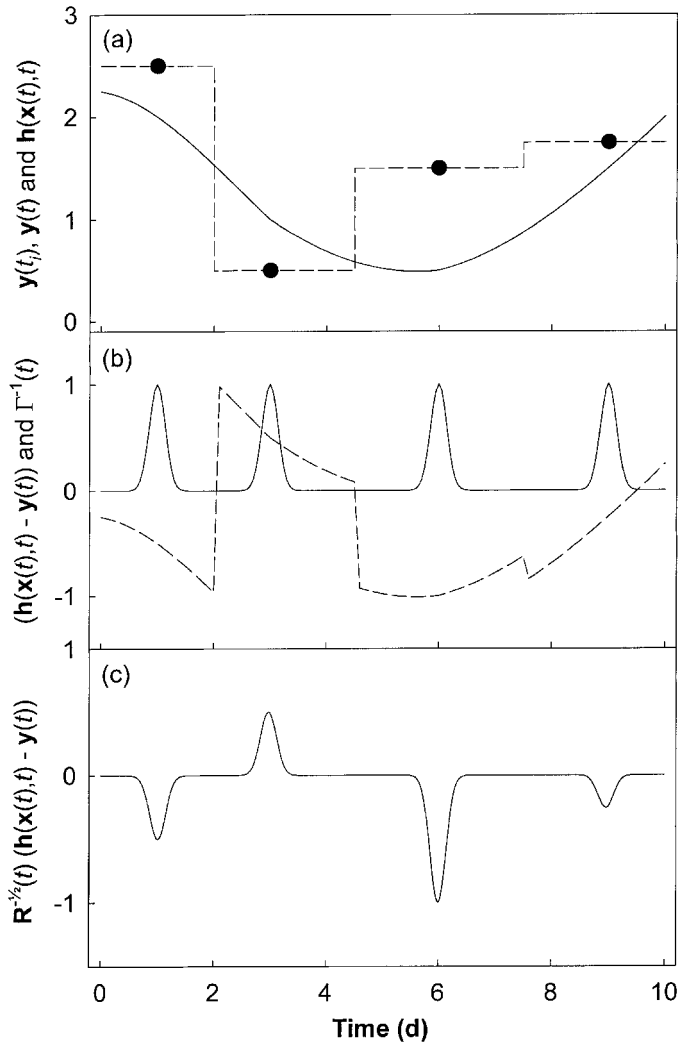 (a)
3
2
1
0
y(tᵢ), y(t) and h(x(t),t)
(b)
1
0
-1
1
(h(x(t),t) - y(t)) and Γ⁻¹(t)
(c)
0
-1
R⁻½(t) (h(x(t),t) - y(t))
0 2 4 6 8 10
Time (d)